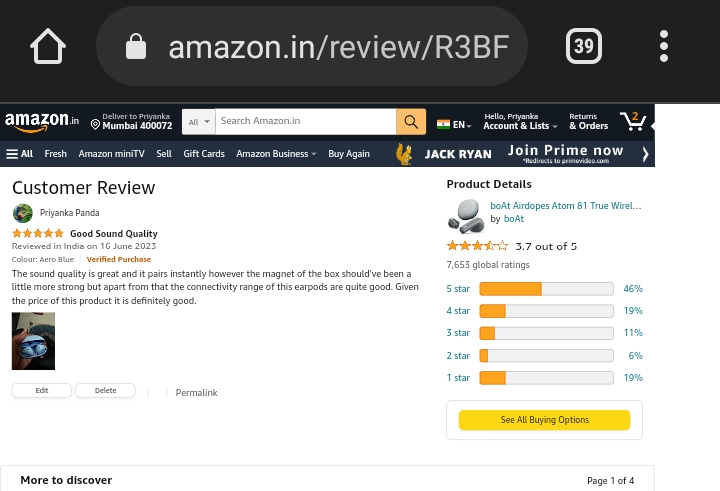 amazon.in/review/R3BF
39
amazon.in
Deliver to Priyanka
Mumbai 400072
All
Search Amazon.in
EN
Hello, Priyanka
Account & Lists
Returns
& Orders
2
All Fresh Amazon miniTV Sell Gift Cards Amazon Business Buy Again
JACK RYAN
Join Prime now
*Redirects to primevideo.com
Customer Review
Priyanka Panda
Good Sound Quality
Reviewed in India on 16 June 2023
Colour: Aero Blue Verified Purchase
The sound quality is great and it pairs instantly however the magnet of the box should've been a
little more strong but apart from that the connectivity range of this earpods are quite good. Given
the price of this product it is definitely good.
Edit
Delete
Permalink
Product Details
boAt Airdopes Atom 81 True Wirel...
by boAt
3.7 out of 5
7,653 global ratings
5 star 46%
4 star 19%
3 star 11%
2 star 6%
1 star 19%
See All Buying Options
More to discover
Page 1 of 4